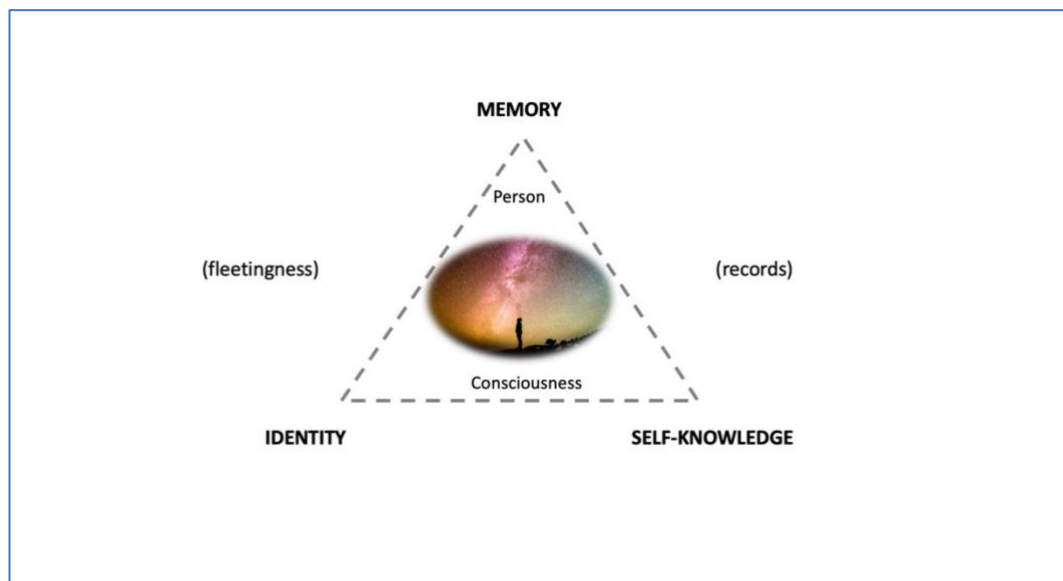 MEMORY
Person
(fleetingness)
(records)
Consciousness
IDENTITY
SELF-KNOWLEDGE